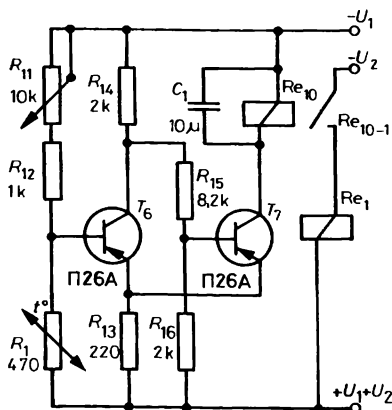 -U₁
-U₂
R₁₁
10k
R₁₄
2k
C₁
10μ
Re₁₀
Re₁₀₋₁
R₁₂
1k
T₆
R₁₅
8,2k
T₇
Re₁
П26А
П26А
t°
R₁
470
R₁₃
220
R₁₆
2k
+U₁+U₂